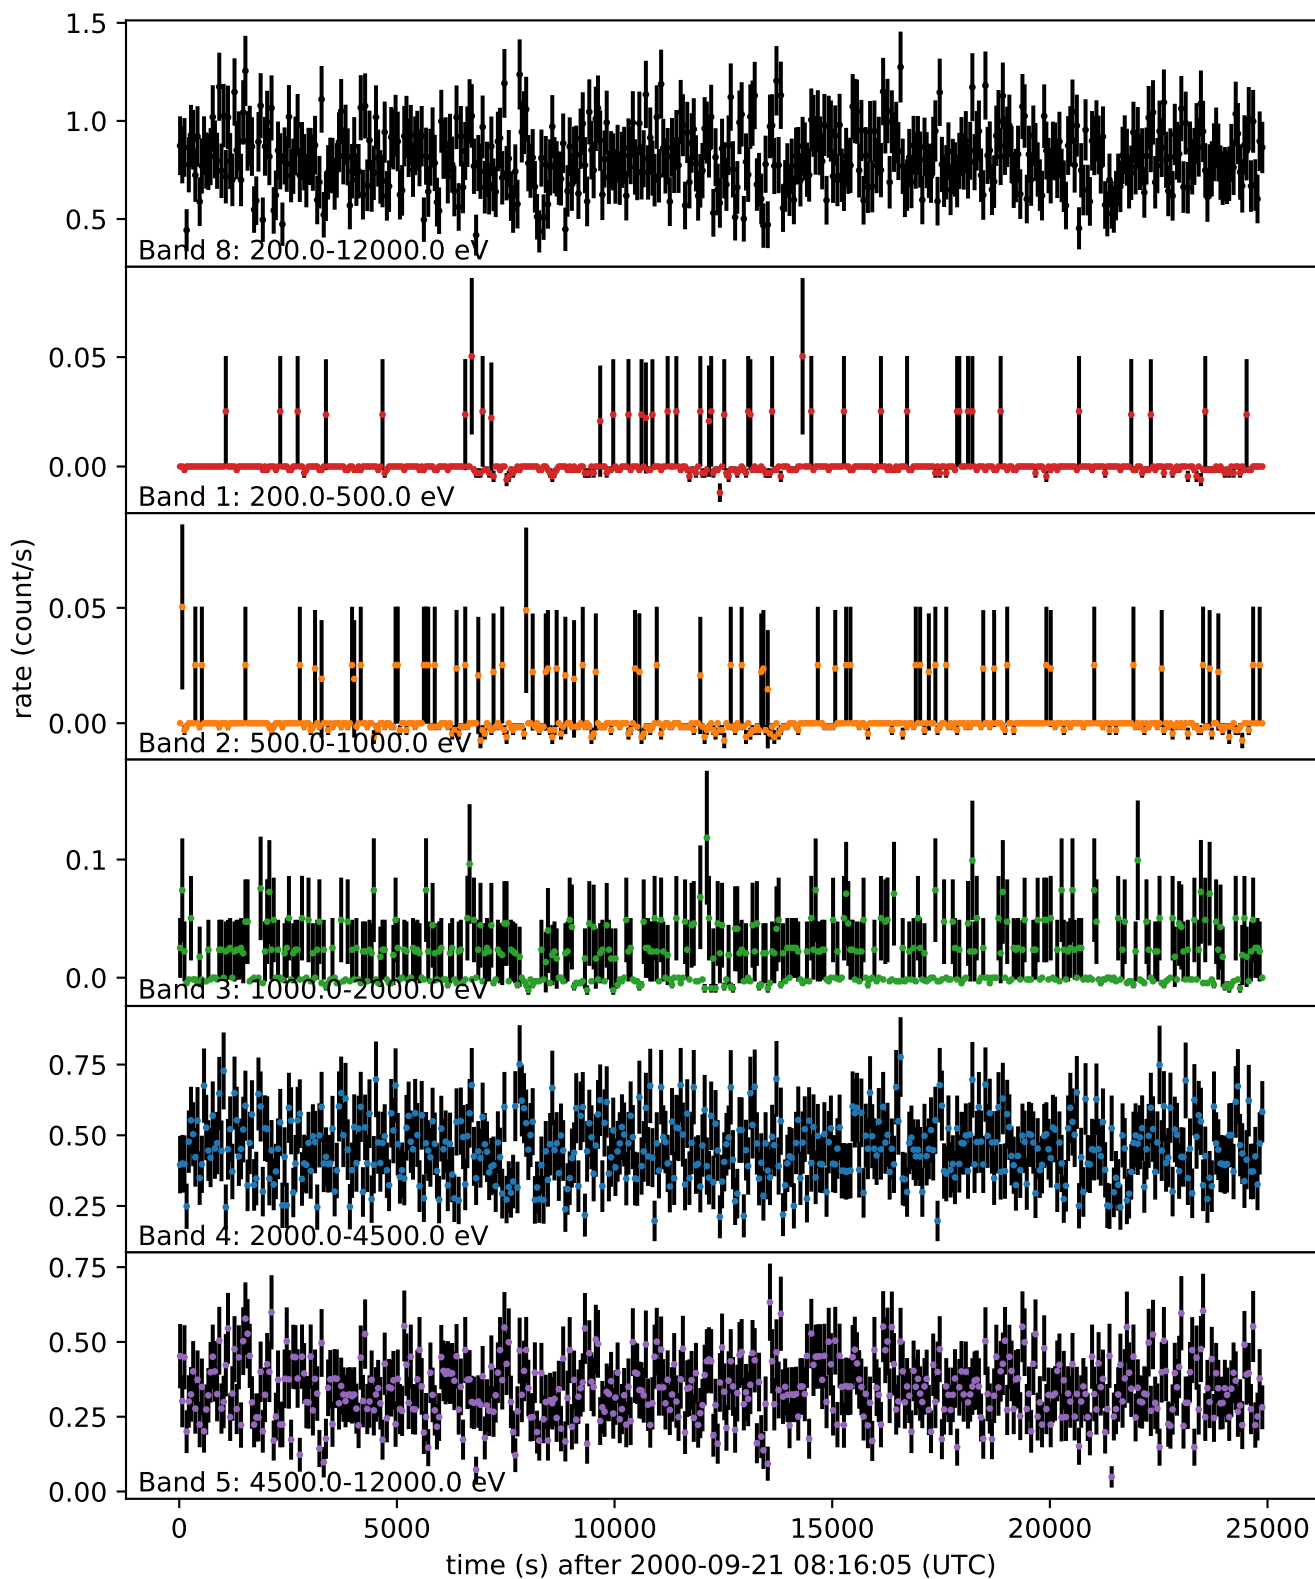 1.5
1.0
0.5
Band 8: 200.0-12000.0 eV
0.05
0.00
Band 1: 200.0-500.0 eV
0.05
0.00
Band 2: 500.0-1000.0 eV
rate (count/s)
0.1
0.0
Band 3: 1000.0-2000.0 eV
0.75
0.50
0.25
Band 4: 2000.0-4500.0 eV
0.75
0.50
0.25
0.00
Band 5: 4500.0-12000.0 eV
0 5000 10000 15000 20000 25000
time (s) after 2000-09-21 08:16:05 (UTC)